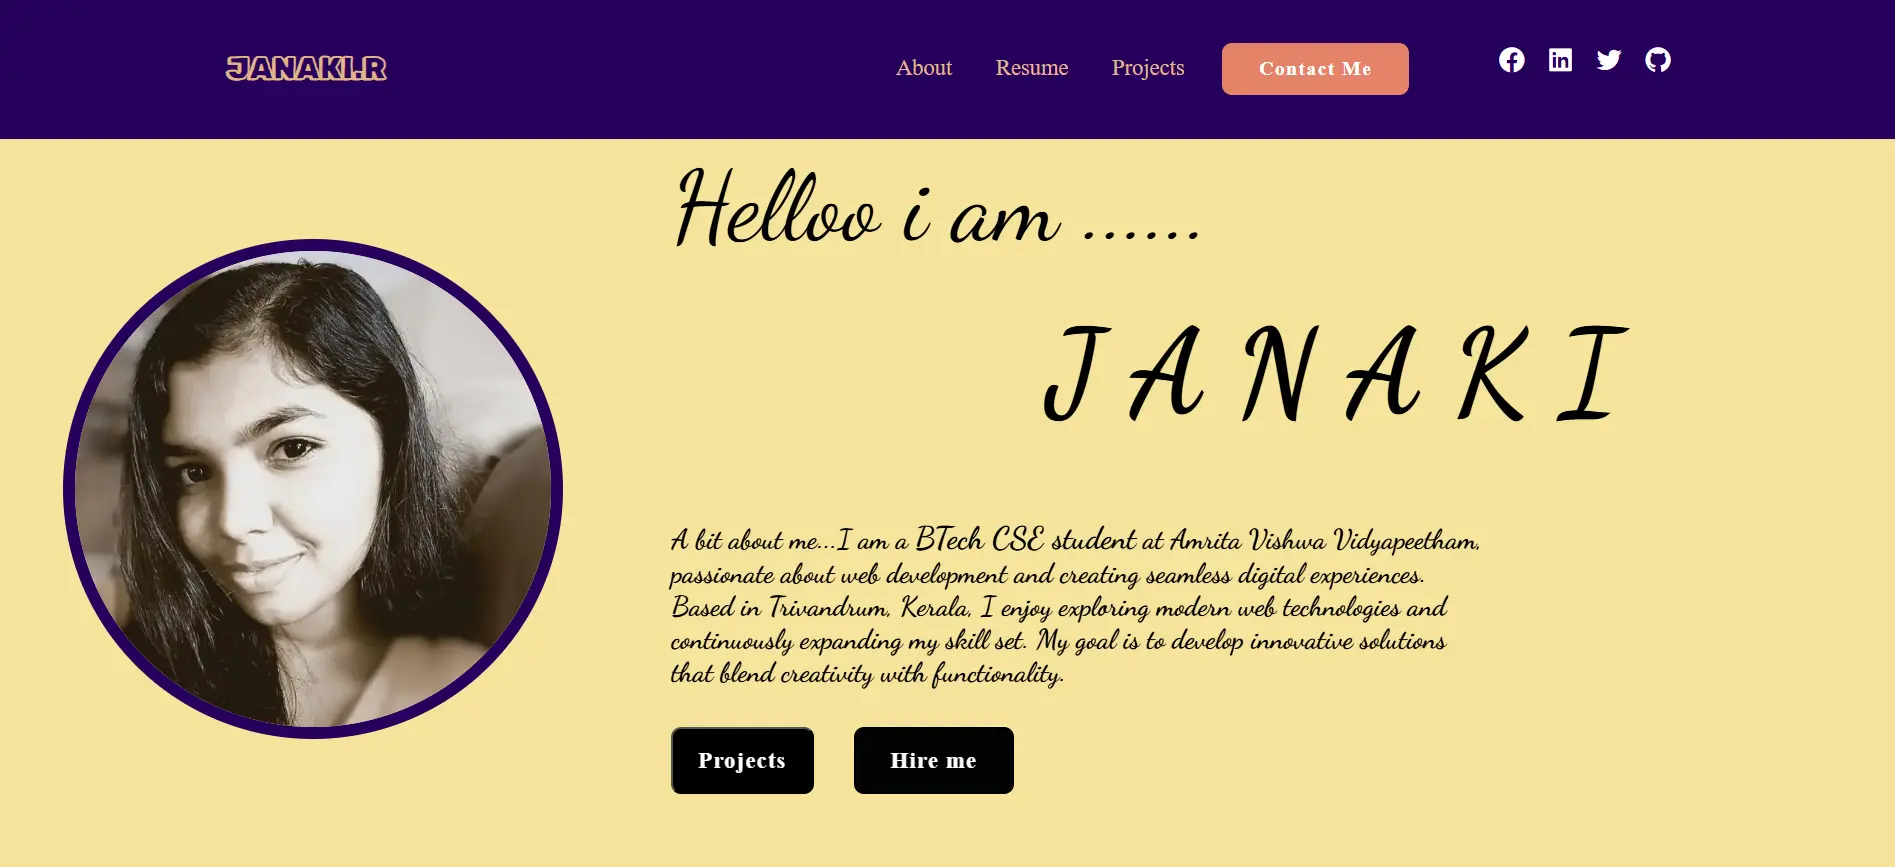 JANAKI.R
About Resume Projects Contact Me
Helloo i am ......
J A N A K I
A bit about me...I am a BTech CSE student at Amrita Vishwa Vidyapeetham,
passionate about web development and creating seamless digital experiences.
Based in Trivandrum, Kerala, I enjoy exploring modern web technologies and
continuously expanding my skill set. My goal is to develop innovative solutions
that blend creativity with functionality.
Projects Hire me